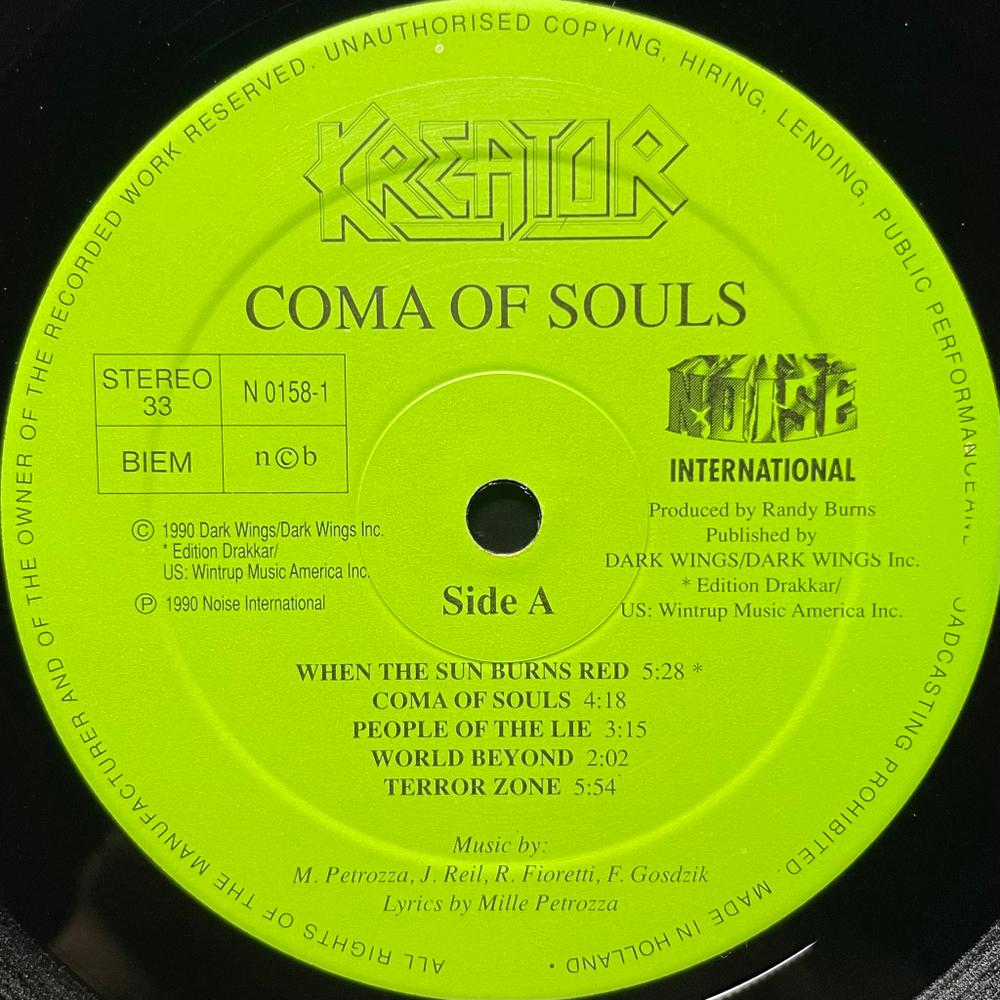 ALL RIGHTS OF THE MANUFACTURER AND OF THE OWNER OF THE RECORDED WORK RESERVED. UNAUTHORISED COPYING, HIRING, LENDING, PUBLIC PERFORMANCE AND BROADCASTING PROHIBITED. MADE IN HOLLAND •
KREATOR
COMA OF SOULS
STEREO
33
N 0158-1
BIEM
n©b
NOISE
INTERNATIONAL
© 1990 Dark Wings/Dark Wings Inc.
* Edition Drakkar/
US: Wintrup Music America Inc.
℗ 1990 Noise International
Produced by Randy Burns
Published by
DARK WINGS/DARK WINGS Inc.
* Edition Drakkar/
US: Wintrup Music America Inc.
Side A
WHEN THE SUN BURNS RED 5:28 *
COMA OF SOULS 4:18
PEOPLE OF THE LIE 3:15
WORLD BEYOND 2:02
TERROR ZONE 5:54
Music by:
M. Petrozza, J. Reil, R. Fioretti, F. Gosdzik
Lyrics by Mille Petrozza